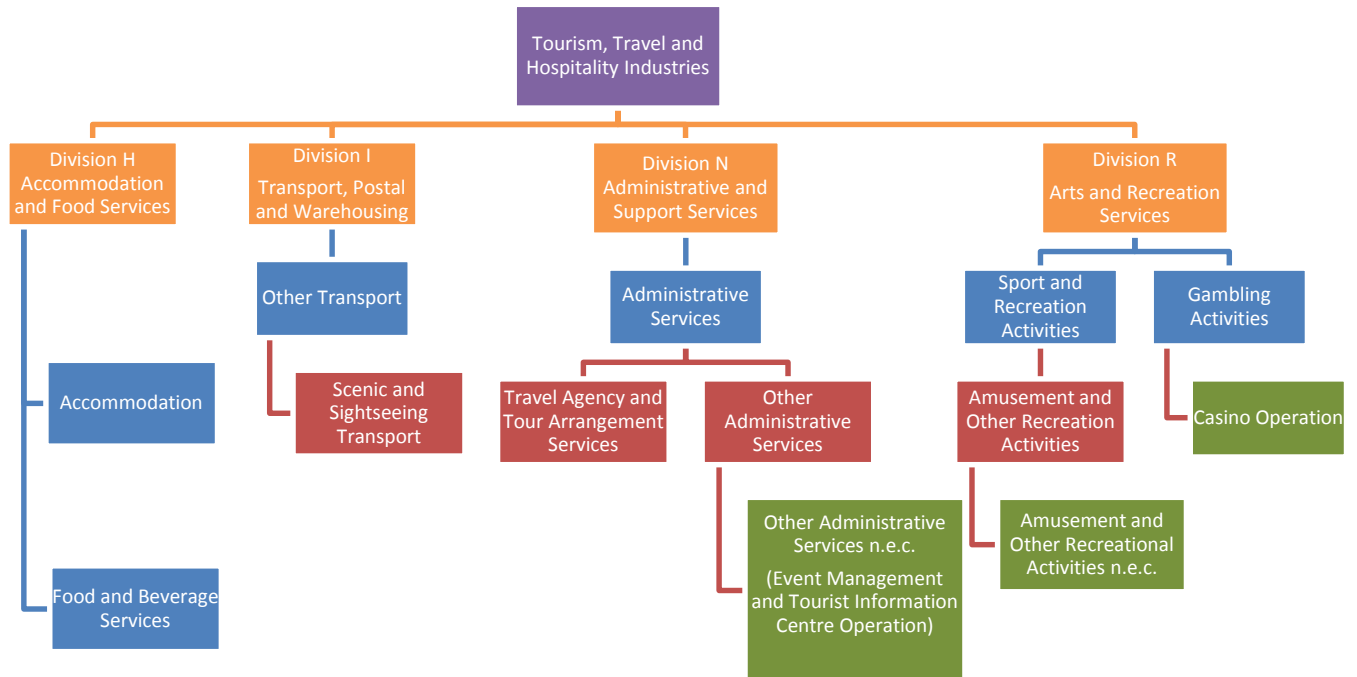 Tourism, Travel and
Hospitality Industries
Division H
Accommodation
and Food Services
Division I
Transport, Postal
and Warehousing
Division N
Administrative and
Support Services
Division R
Arts and Recreation
Services
Other Transport
Administrative
Services
Sport and
Recreation
Activities
Gambling
Activities
Accommodation
Scenic and
Sightseeing
Transport
Travel Agency and
Tour Arrangement
Services
Other
Administrative
Services
Amusement and
Other Recreation
Activities
Casino Operation
Food and Beverage
Services
Other Administrative
Services n.e.c.
(Event Management
and Tourist Information
Centre Operation)
Amusement and
Other Recreational
Activities n.e.c.